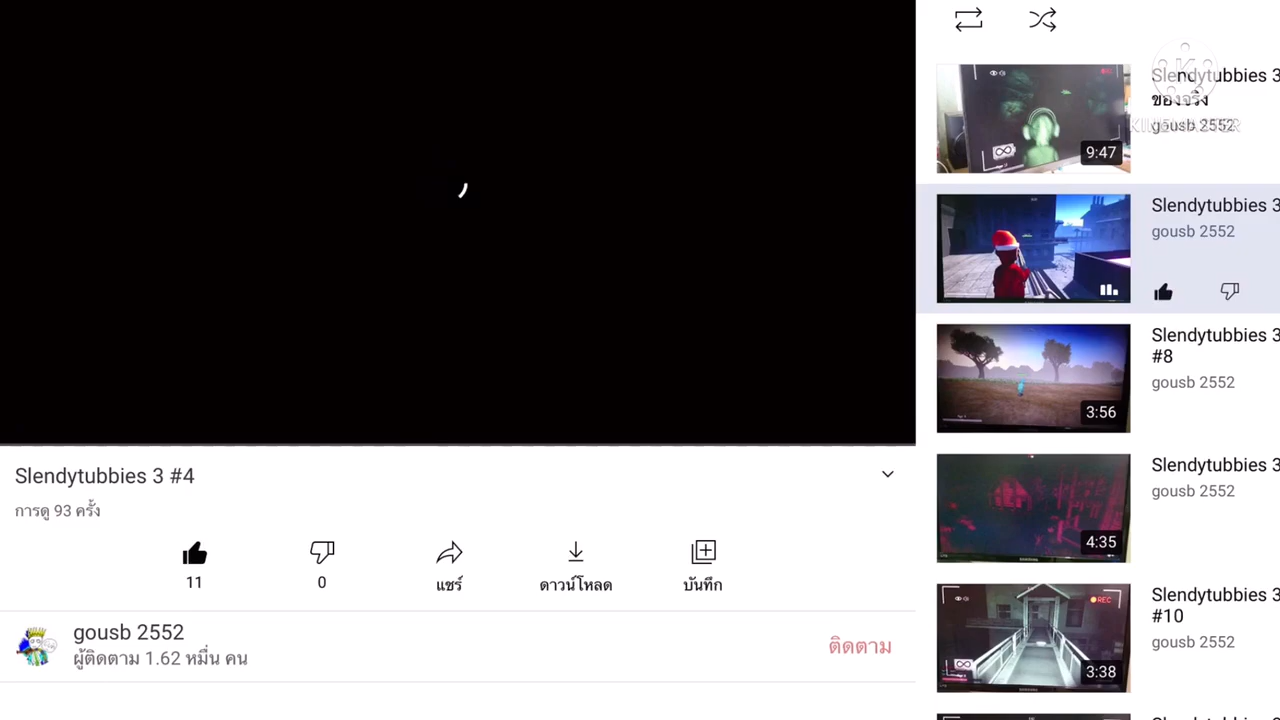 Slendytubbies 3 #4
การดู 93 ครั้ง
11
0
แชร์
ดาวน์โหลด
บันทึก
gousb 2552
ผู้ติดตาม 1.62 หมื่น คน
ติดตาม
Slendytubbies 3
ของจริง
gousb 2552
KINEMASTER
9:47
Slendytubbies 3
gousb 2552
Slendytubbies 3
#8
gousb 2552
3:56
Slendytubbies 3
gousb 2552
4:35
Slendytubbies 3
#10
gousb 2552
REC
3:38